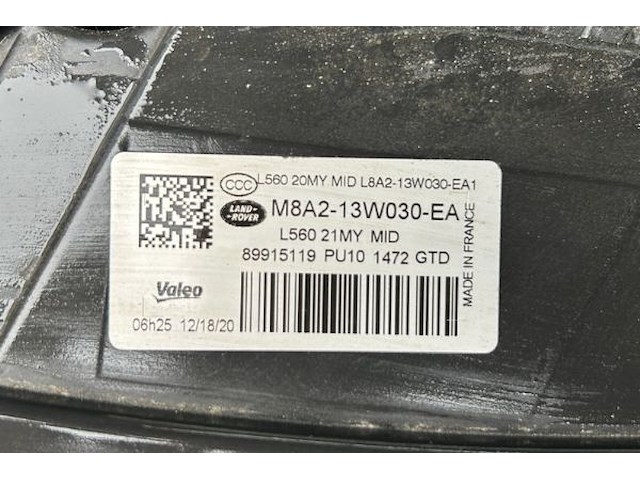 CCC L560 20MY MID L8A2-13W030-EA1
LAND-ROVER M8A2-13W030-EA
L560 21MY MID
89915119 PU10 1472 GTD
Valeo
06h25 12/18/20
MADE IN FRANCE